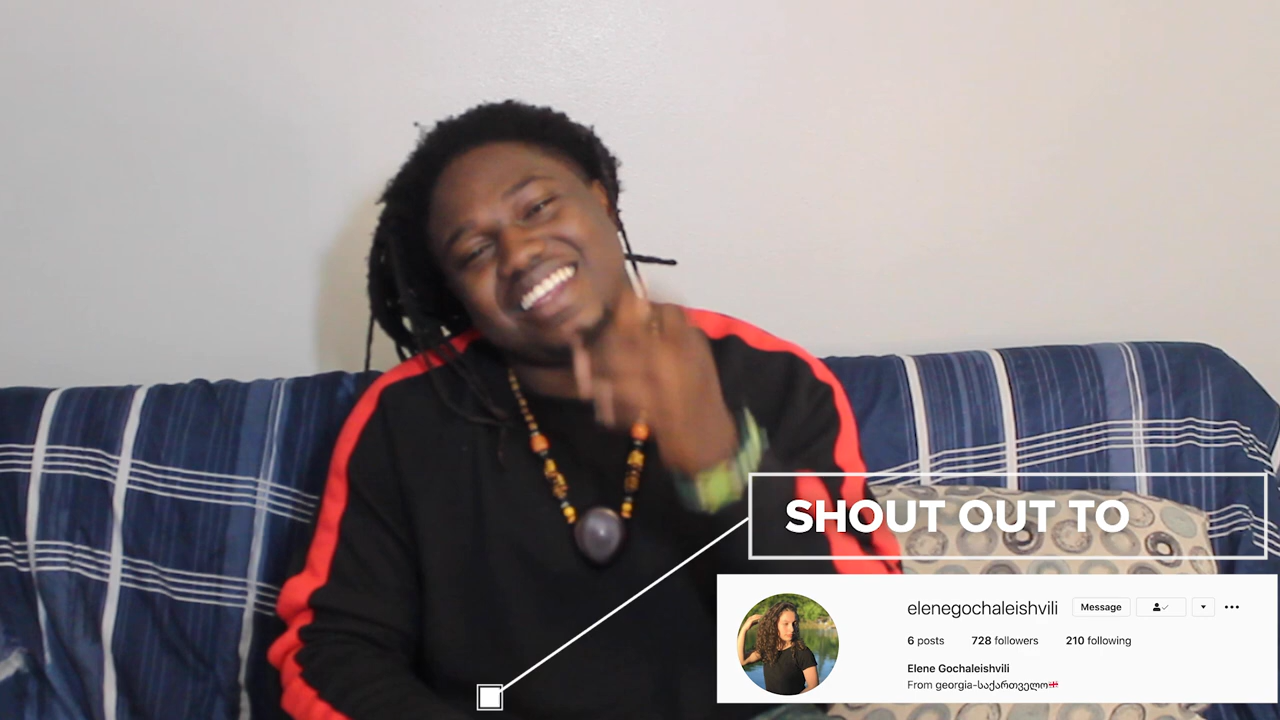 SHOUT OUT TO
elenegochaleishvili Message
6 posts 728 followers 210 following
Elene Gochaleishvili
From georgia-საქართველო🇬🇪